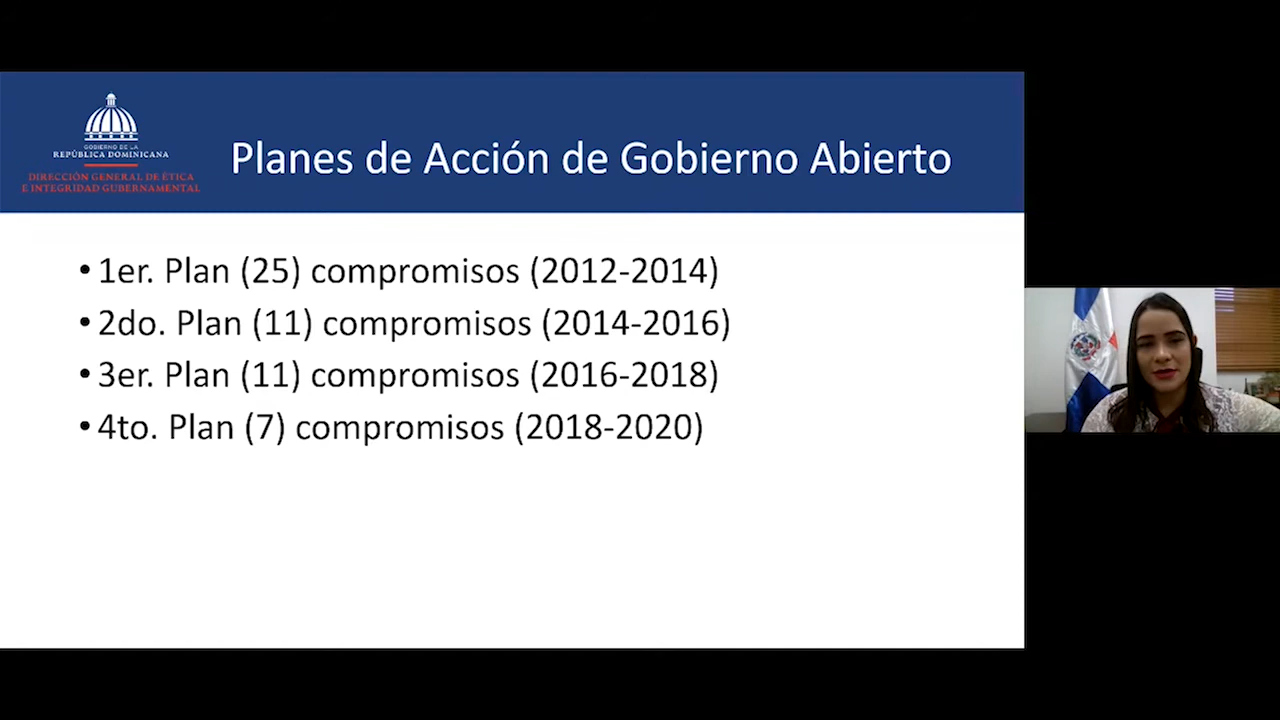 GOBIERNO DE LA
REPÚBLICA DOMINICANA
DIRECCIÓN GENERAL DE ÉTICA
E INTEGRIDAD GUBERNAMENTAL
Planes de Acción de Gobierno Abierto
• 1er. Plan (25) compromisos (2012-2014)
• 2do. Plan (11) compromisos (2014-2016)
• 3er. Plan (11) compromisos (2016-2018)
• 4to. Plan (7) compromisos (2018-2020)